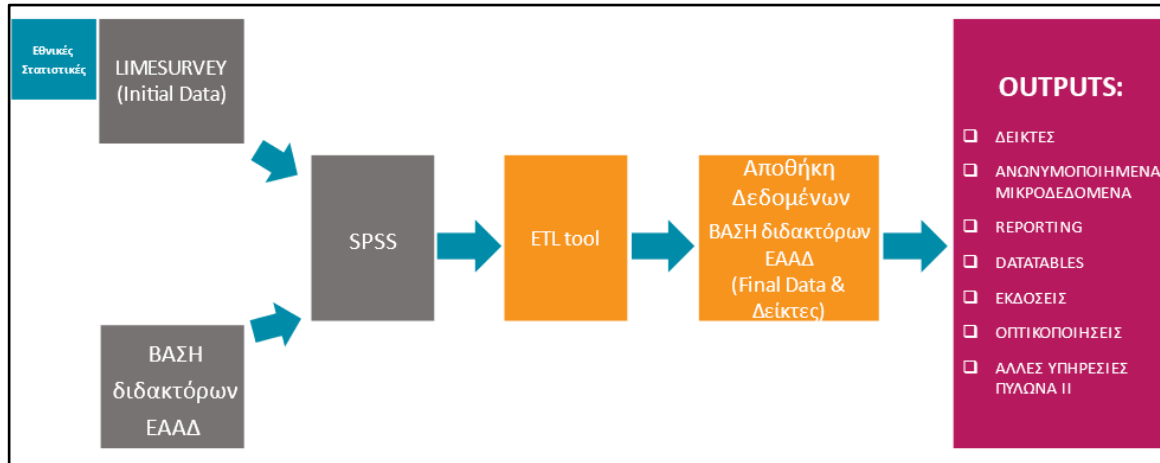 Εθνικές
Στατιστικές
LIMESURVEY
(Initial Data)
ΒΑΣΗ
διδακτόρων
ΕΑΑΔ
SPSS
ETL tool
Αποθήκη
Δεδομένων
ΒΑΣΗ διδακτόρων
ΕΑΑΔ
(Final Data &
Δείκτες)
OUTPUTS:
ΔΕΙΚΤΕΣ
ΑΝΩΝΥΜΟΠΟΙΗΜΕΝΑ
ΜΙΚΡΟΔΕΔΟΜΕΝΑ
REPORTING
DATATABLES
ΕΚΔΟΣΕΙΣ
ΟΠΤΙΚΟΠΟΙΗΣΕΙΣ
ΑΛΛΕΣ ΥΠΗΡΕΣΙΕΣ
ΠΥΛΩΝΑ ΙΙ